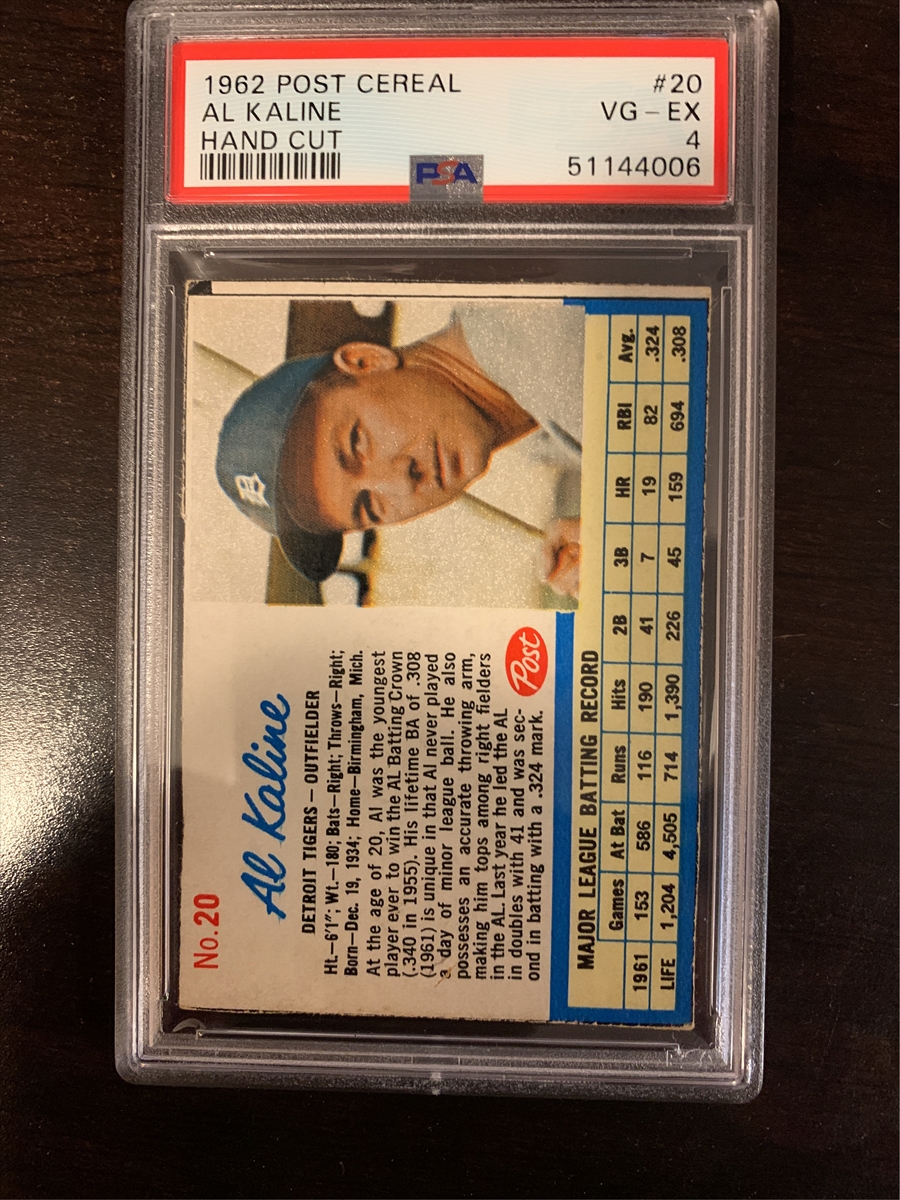 1962 POST CEREAL #20
AL KALINE VG - EX
HAND CUT 4
PSA 51144006
No. 20
Al Kaline
DETROIT TIGERS – OUTFIELDER
Ht.—6'1"; Wt.—180; Bats—Right; Throws—Right;
Born—Dec. 19, 1934; Home—Birmingham, Mich.
At the age of 20, Al was the youngest
player ever to win the AL Batting Crown
(.340 in 1955). His lifetime BA of .308
(1961) is unique in that Al never played
a day of minor league ball. He also
possesses an accurate throwing arm,
making him tops among right fielders
in the AL. Last year he led the AL
in doubles with 41 and was sec-
ond in batting with a .324 mark.
Post
MAJOR LEAGUE BATTING RECORD
Games At Bat Runs Hits 2B 3B HR RBI Avg.
1961 153 586 116 190 41 7 19 82 .324
LIFE 1,204 4,505 714 1,390 226 45 159 694 .308